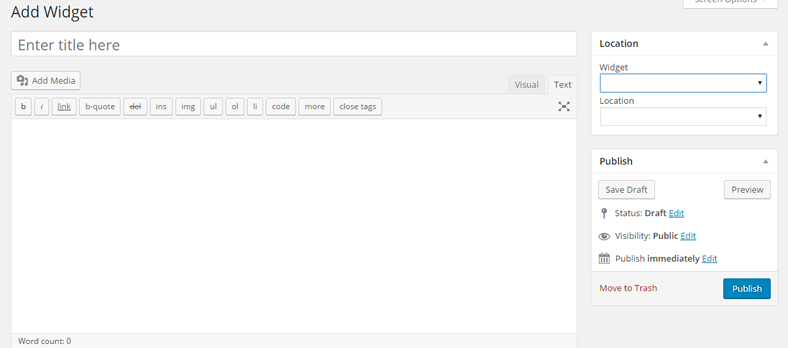 Add Widget
Screen Options
Enter title here
Add Media
Visual
Text
b
i
link
b-quote
del
ins
img
ul
ol
li
code
more
close tags
Word count: 0
Location
Widget
Location
Publish
Save Draft
Preview
Status: Draft Edit
Visibility: Public Edit
Publish immediately Edit
Move to Trash
Publish